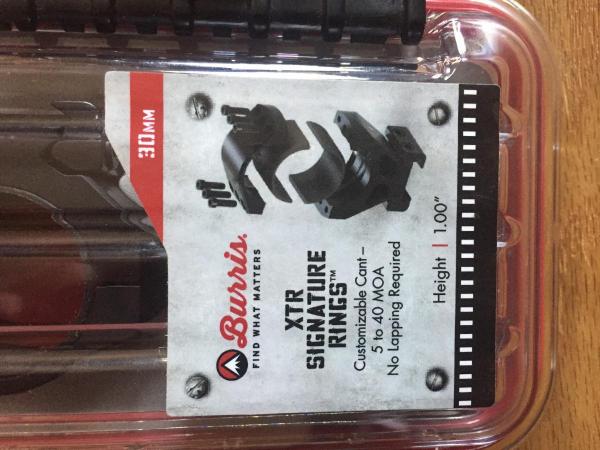 30MM
Burris.
FIND WHAT MATTERS
XTR
SIGNATURE
RINGS™
Customizable Cant –
5 to 40 MOA
No Lapping Required
Height | 1.00"